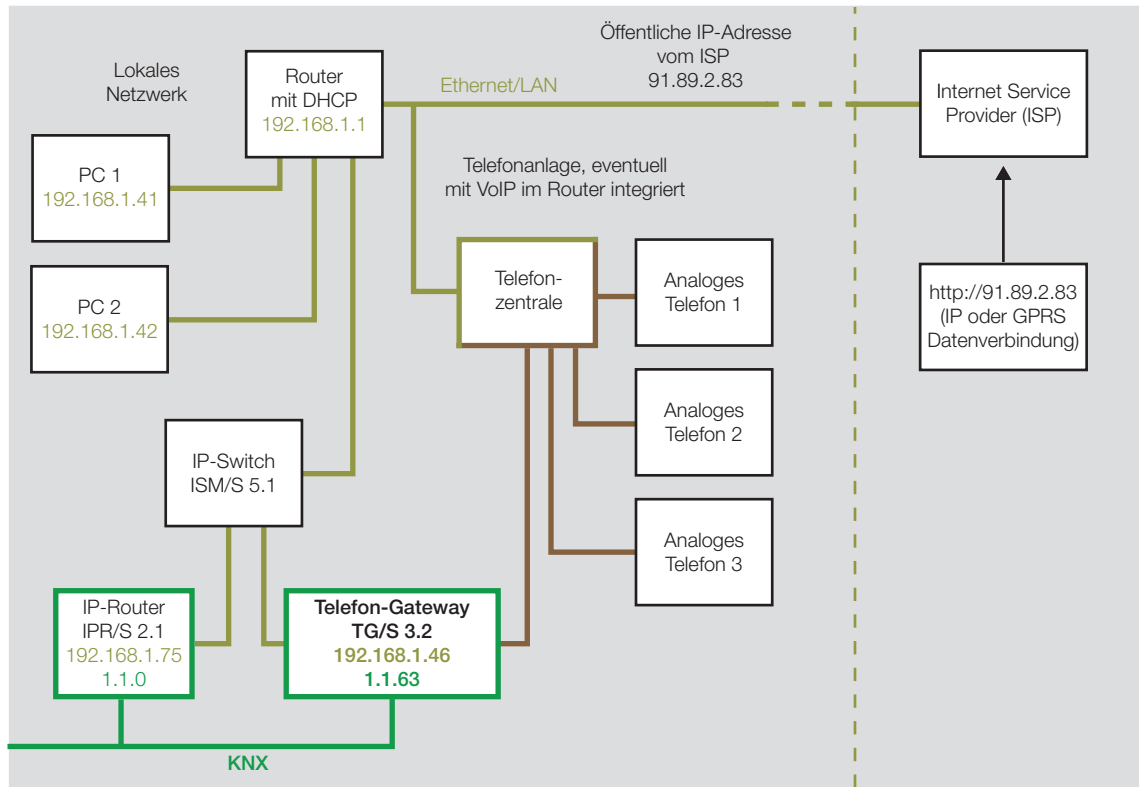 Lokales
Netzwerk
Router
mit DHCP
192.168.1.1
Ethernet/LAN
Öffentliche IP-Adresse
vom ISP
91.89.2.83
Internet Service
Provider (ISP)
PC 1
192.168.1.41
Telefonanlage, eventuell
mit VoIP im Router integriert
PC 2
192.168.1.42
Telefon-
zentrale
Analoges
Telefon 1
http://91.89.2.83
(IP oder GPRS
Datenverbindung)
Analoges
Telefon 2
IP-Switch
ISM/S 5.1
Analoges
Telefon 3
IP-Router
IPR/S 2.1
192.168.1.75
1.1.0
Telefon-Gateway
TG/S 3.2
192.168.1.46
1.1.63
KNX